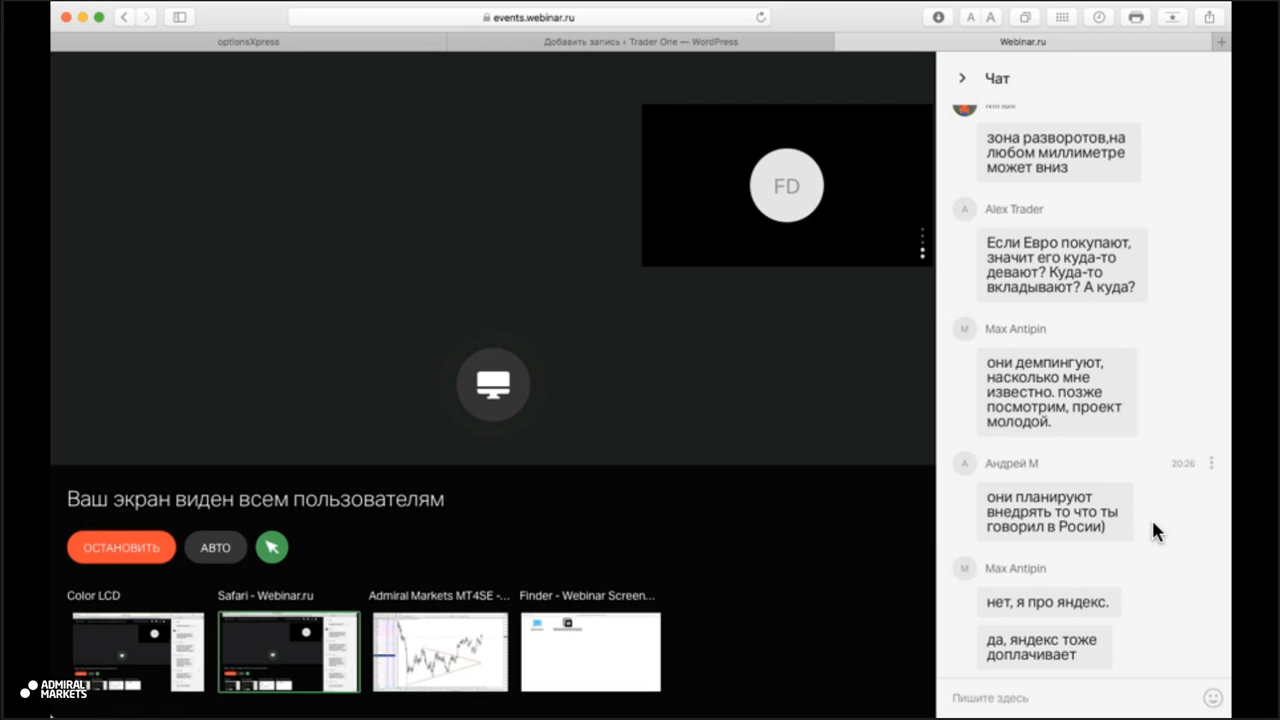 events.webinar.ru
A A
optionsXpress
Добавить запись ‹ Trader One — WordPress
Webinar.ru
FD
Ваш экран виден всем пользователям
ОСТАНОВИТЬ
АВТО
Color LCD
Safari - Webinar.ru
Admiral Markets MT4SE -...
Finder - Webinar Screen...
ADMIRAL
MARKETS
Чат
зона разворотов,на
любом миллиметре
может вниз
A
Alex Trader
Если Евро покупают,
значит его куда-то
девают? Куда-то
вкладывают? А куда?
M
Max Antipin
они демпингуют,
насколько мне
известно. позже
посмотрим, проект
молодой.
А
Андрей М
20:26
они планируют
внедрять то что ты
говорил в Росии)
M
Max Antipin
нет, я про яндекс.
да, яндекс тоже
доплачивает
Пишите здесь